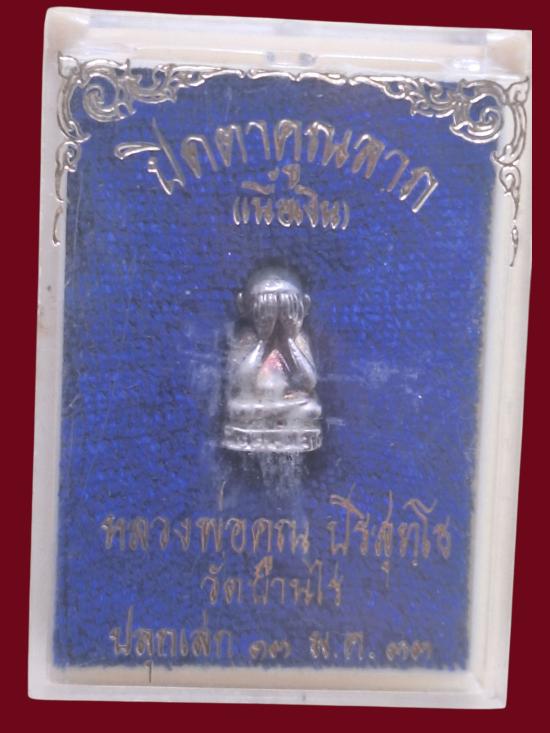 ปิดตาคูณลาภ
(เนื้อเงิน)
หลวงพ่อคูณ ปริสุทฺโธ
วัดบ้านไร่
ปลุกเสก ๑๓ ม.ค. ๓๓